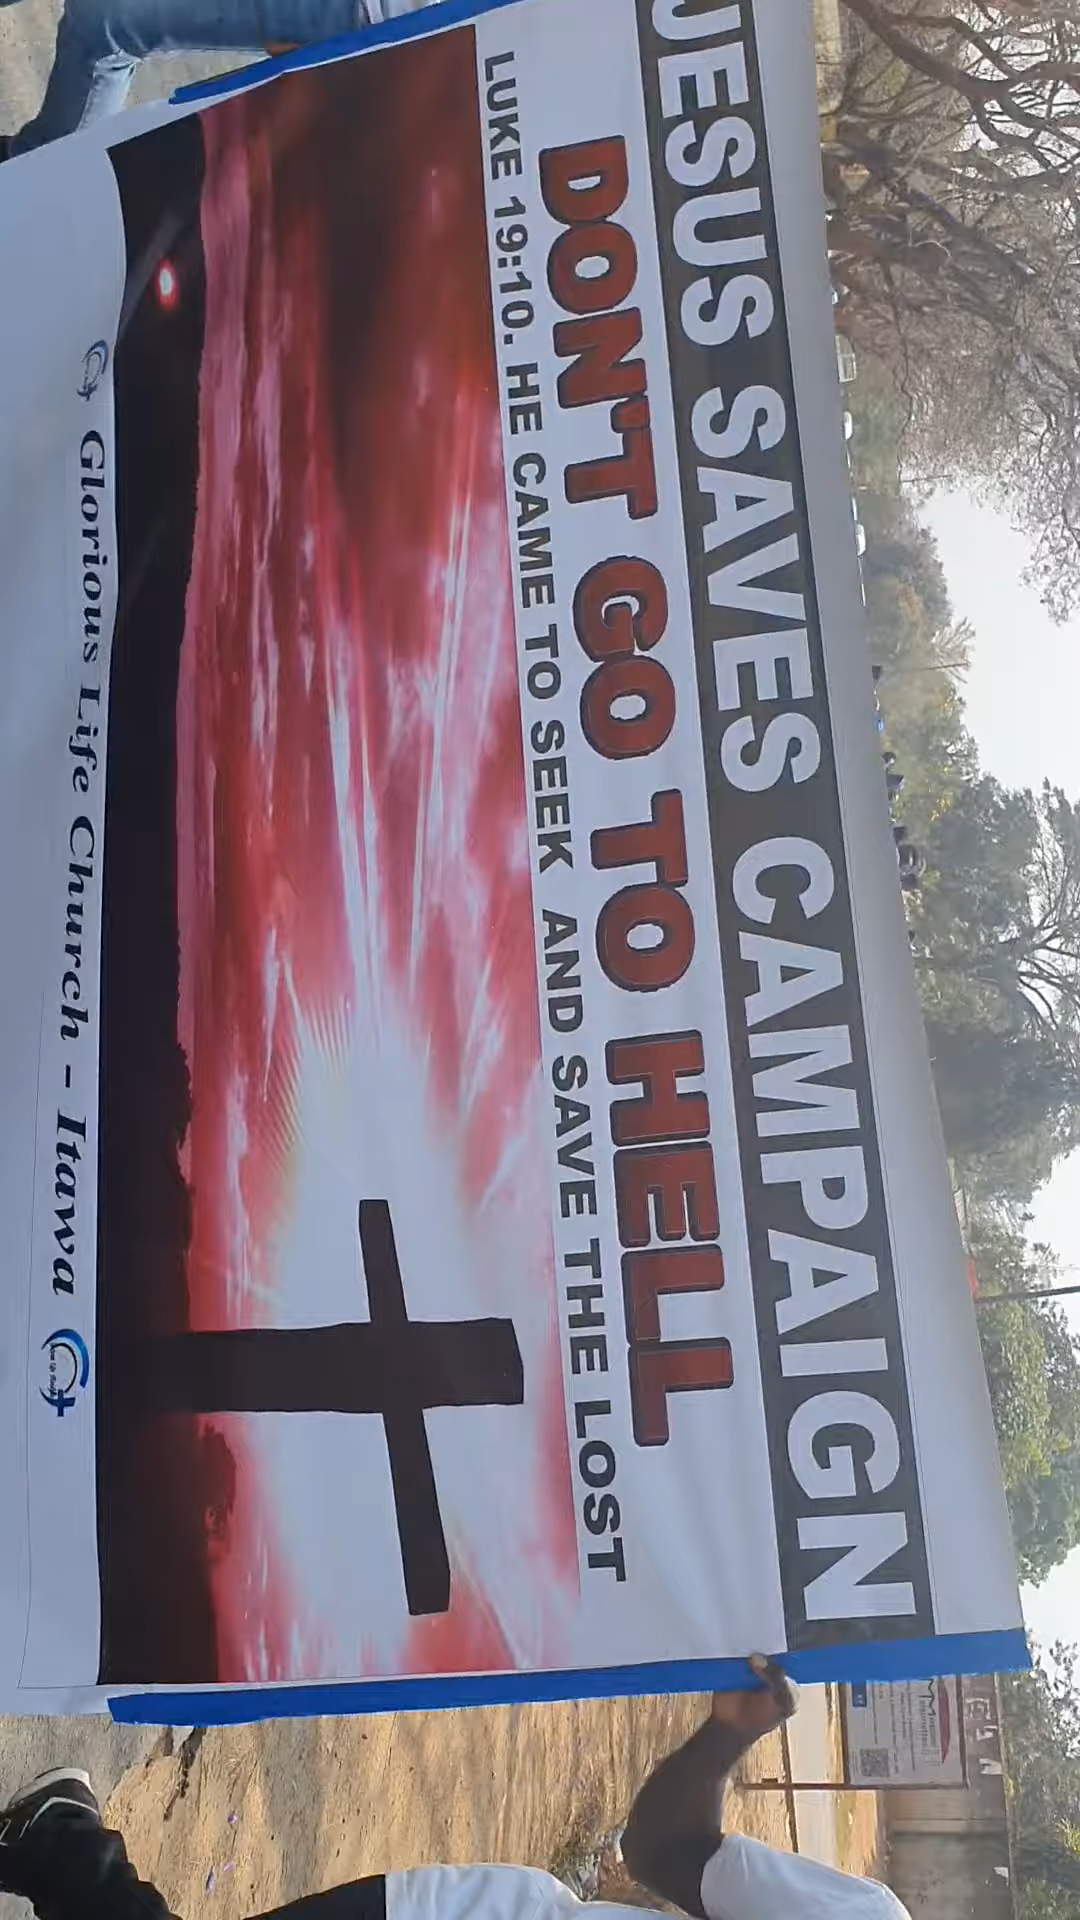 JESUS SAVES CAMPAIGN
DON'T GO TO HELL
LUKE 19:10. HE CAME TO SEEK AND SAVE THE LOST
Glorious Life Church - Itawa